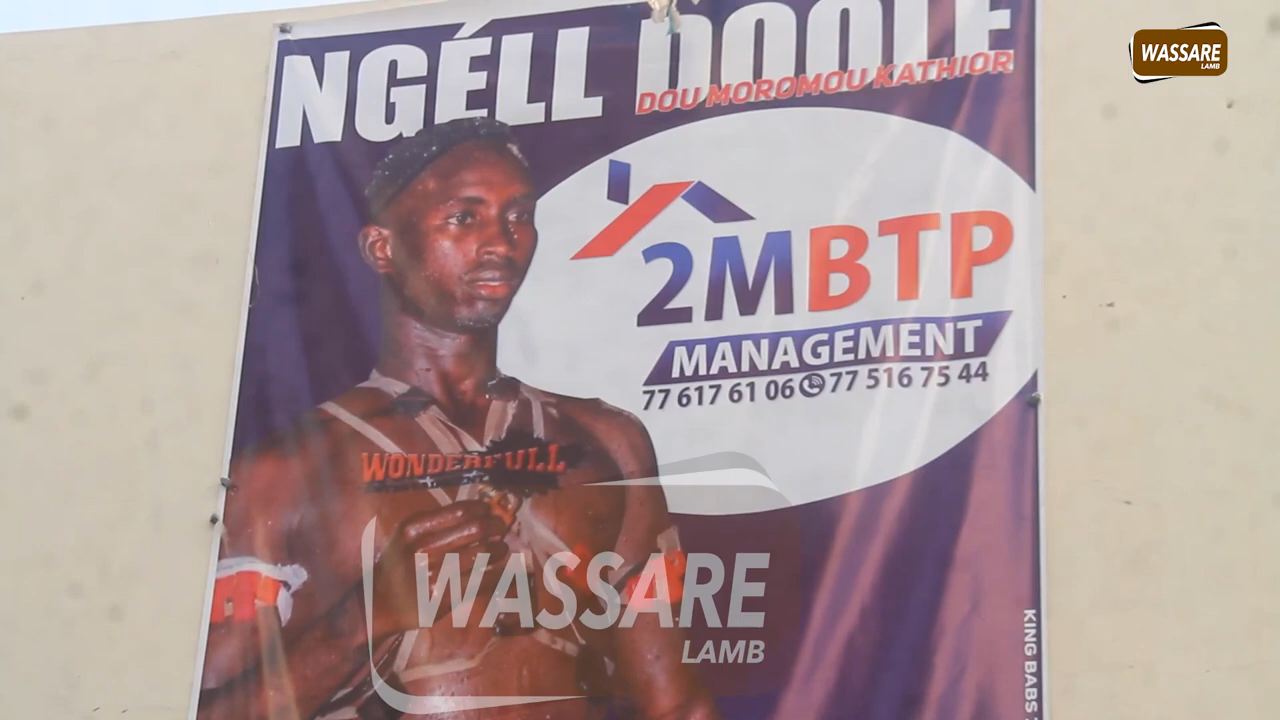 NGÉLL DOOLE
DOU MOROMOU KATHIOR
2MBTP
MANAGEMENT
77 617 61 06 77 516 75 44
WONDERFULL
WASSARE
LAMB
KING BABS
WASSARE
LAMB